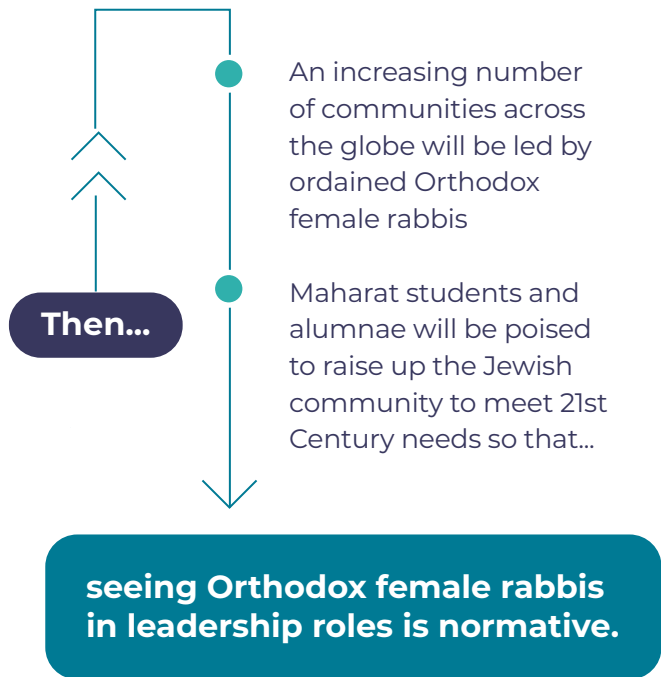 Then...
An increasing number
of communities across
the globe will be led by
ordained Orthodox
female rabbis
Maharat students and
alumnae will be poised
to raise up the Jewish
community to meet 21st
Century needs so that...
seeing Orthodox female rabbis
in leadership roles is normative.